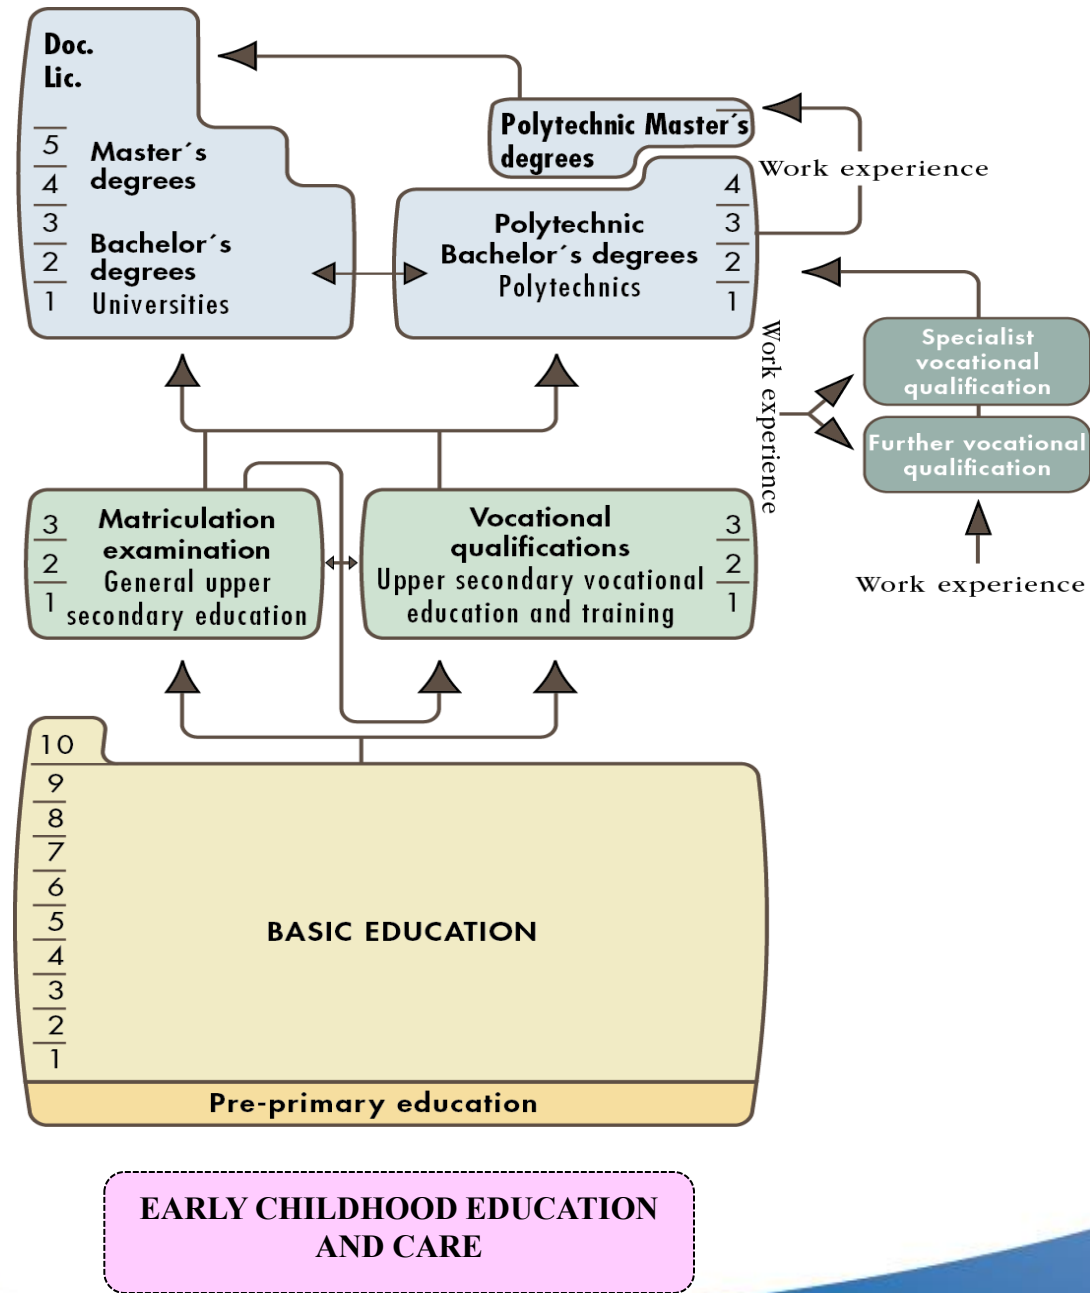 Doc.
Lic.
5
4
3
2
1
Master´s
degrees
Bachelor´s
degrees
Universities
Polytechnic Master´s
degrees
Work experience
Polytechnic
Bachelor´s degrees
Polytechnics
4
3
2
1
Work experience
Specialist
vocational
qualification
Further vocational
qualification
Work experience
3
2
1
Matriculation
examination
General upper
secondary education
Vocational
qualifications
Upper secondary vocational
education and training
3
2
1
10
9
8
7
6
5
4
3
2
1
BASIC EDUCATION
Pre-primary education
EARLY CHILDHOOD EDUCATION
AND CARE